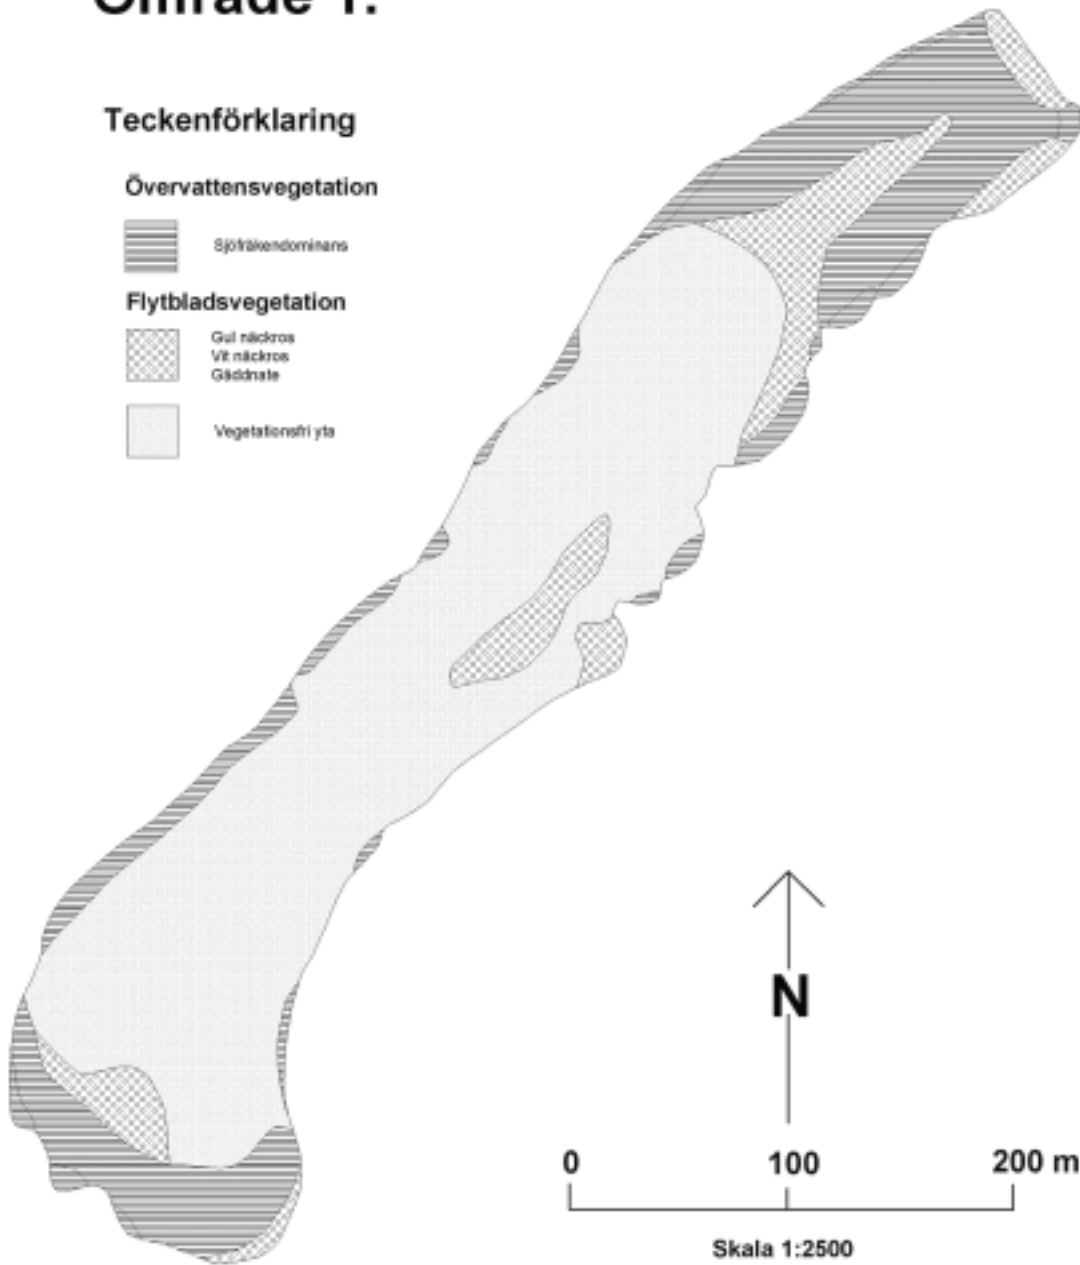 Område 1.
Teckenförklaring
Övervattensvegetation
Sjöfräkendominans
Flytbladsvegetation
Gul näckros
Vit näckros
Gäddnate
Vegetationsfri yta
N
0 100 200 m
Skala 1:2500